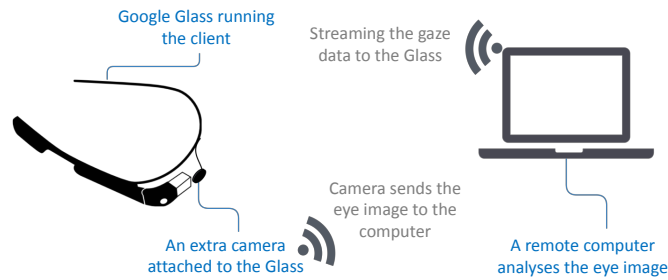 Google Glass running
the client
Streaming the gaze
data to the Glass
Camera sends the
eye image to the
computer
An extra camera
attached to the Glass
A remote computer
analyses the eye image